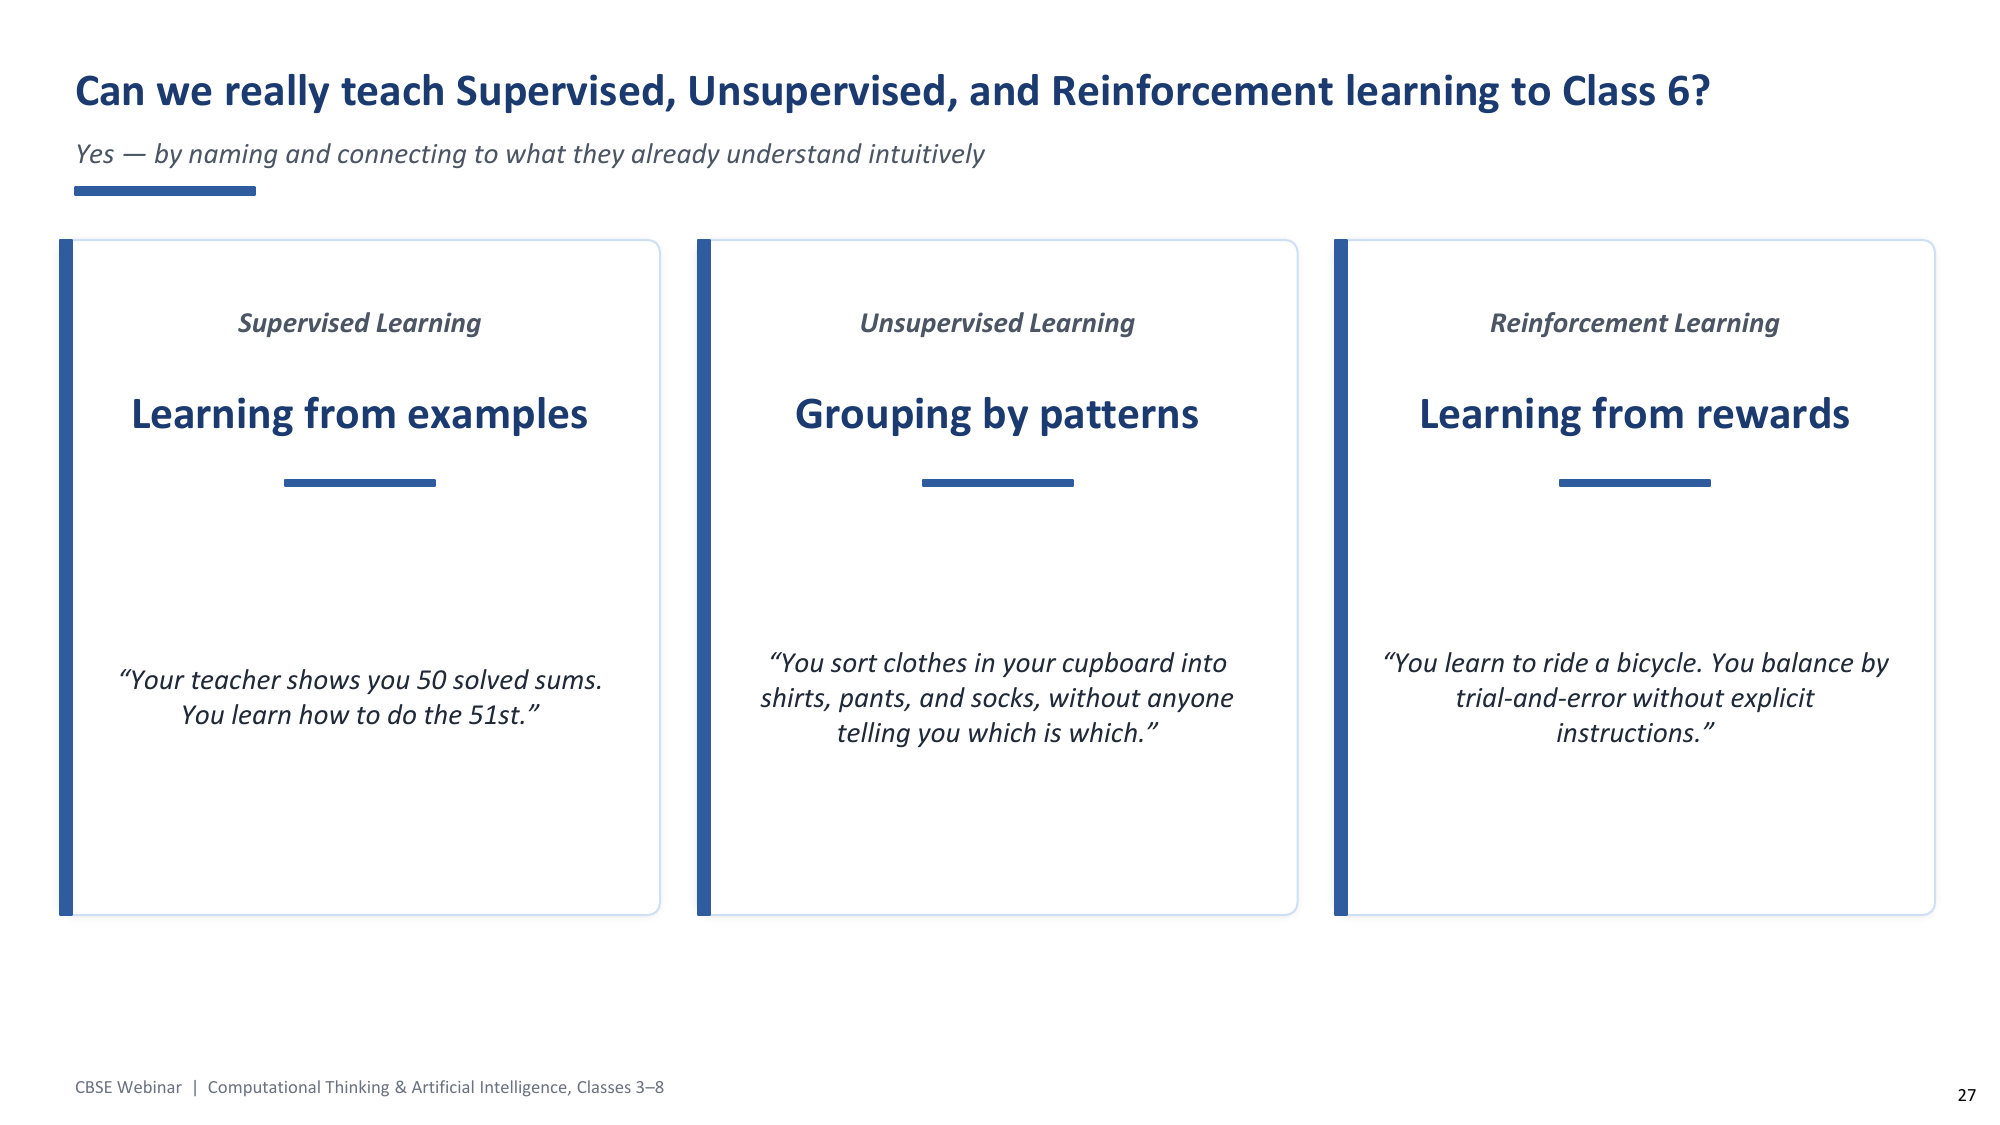 Can we really teach Supervised, Unsupervised, and Reinforcement learning to Class 6?
Yes — by naming and connecting to what they already understand intuitively
Supervised Learning
Learning from examples
“Your teacher shows you 50 solved sums.
You learn how to do the 51st.”
Unsupervised Learning
Grouping by patterns
“You sort clothes in your cupboard into
shirts, pants, and socks, without anyone
telling you which is which.”
Reinforcement Learning
Learning from rewards
“You learn to ride a bicycle. You balance by
trial-and-error without explicit
instructions.”
CBSE Webinar | Computational Thinking & Artificial Intelligence, Classes 3–8
27